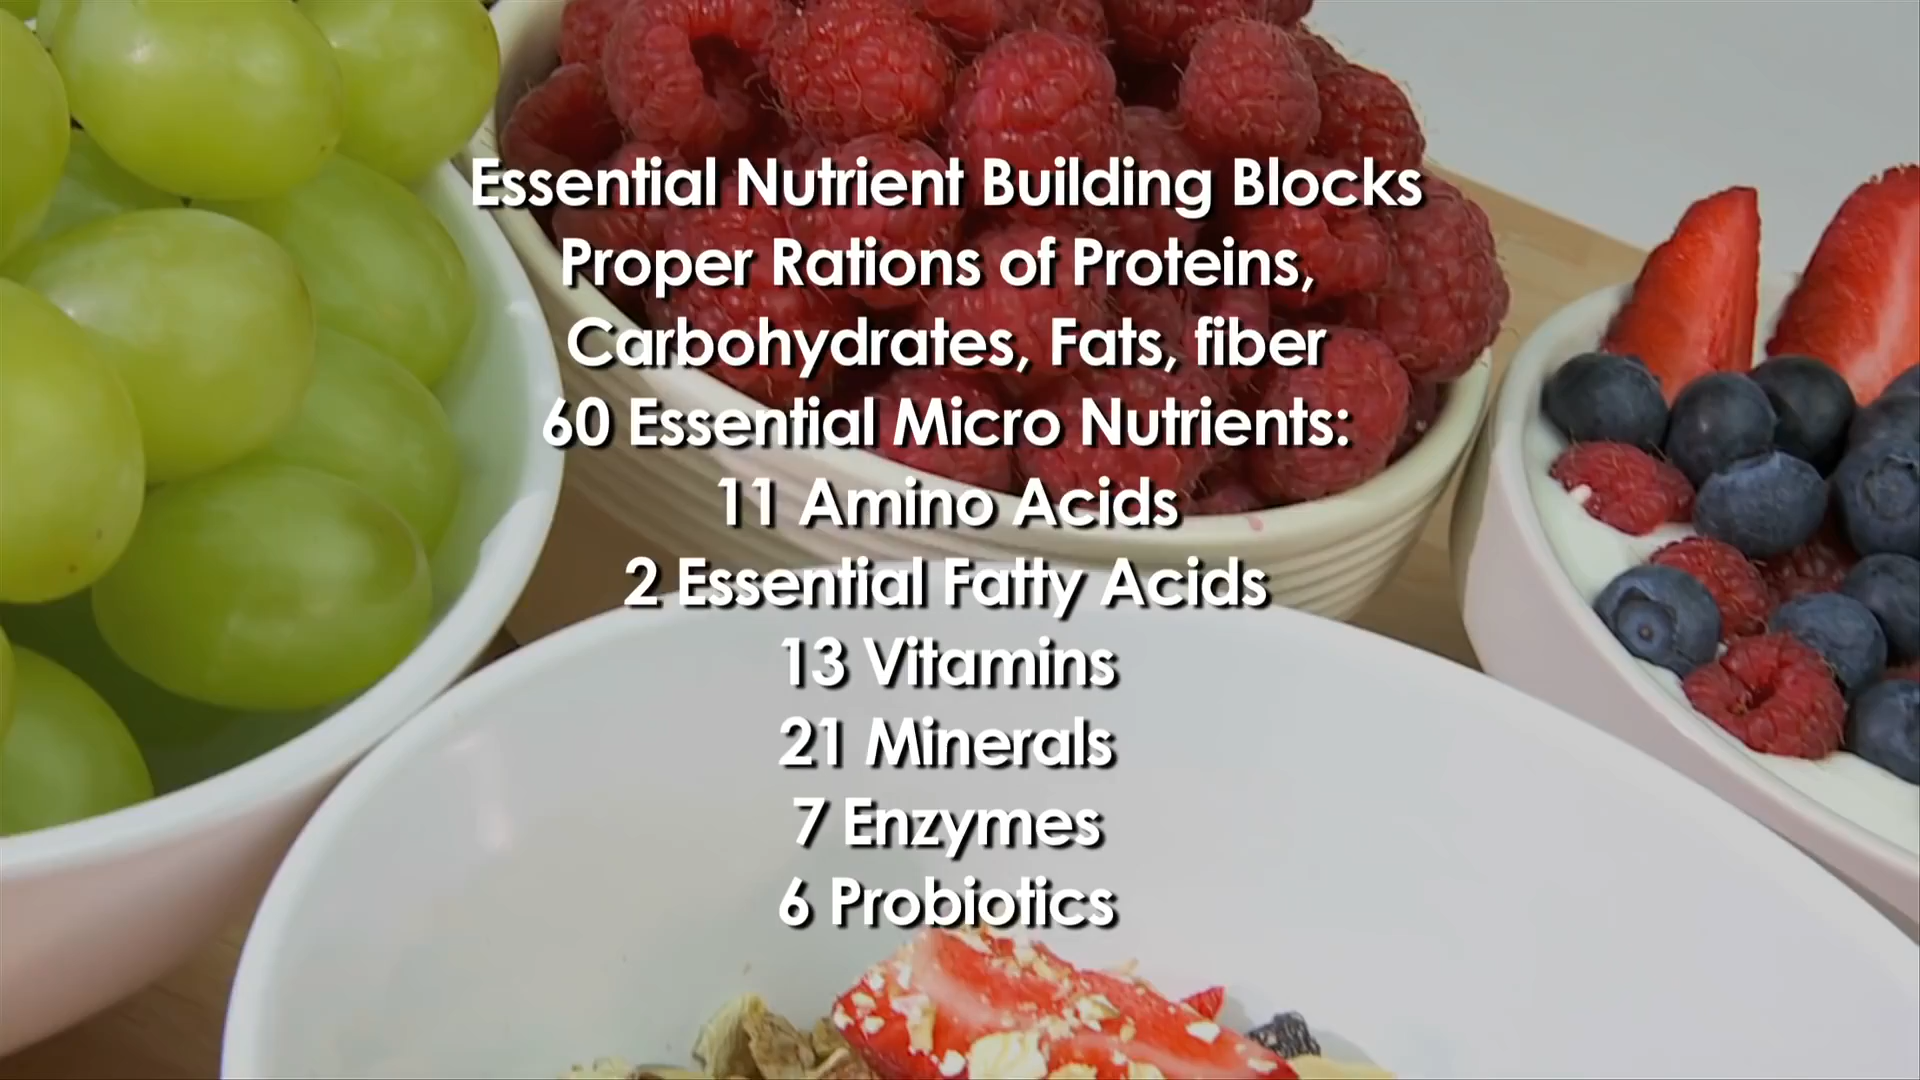 Essential Nutrient Building Blocks
Proper Rations of Proteins,
Carbohydrates, Fats, fiber
60 Essential Micro Nutrients:
11 Amino Acids
2 Essential Fatty Acids
13 Vitamins
21 Minerals
7 Enzymes
6 Probiotics